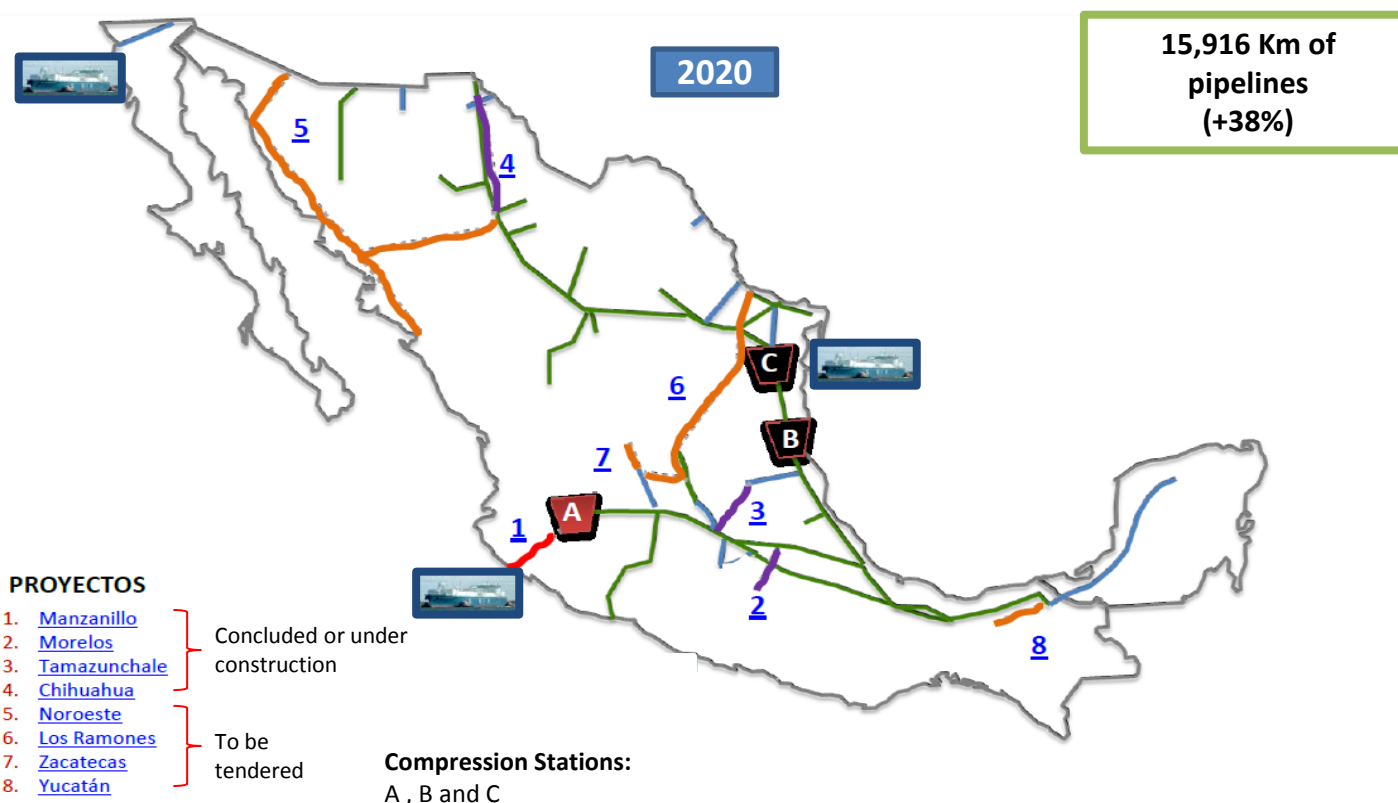 2020
15,916 Km of
pipelines
(+38%)
5
4
C
6
B
7
A
3
1
2
8
PROYECTOS
1. Manzanillo
2. Morelos
3. Tamazunchale
4. Chihuahua
Concluded or under
construction
5. Noroeste
6. Los Ramones
7. Zacatecas
8. Yucatán
To be
tendered
Compression Stations:
A , B and C